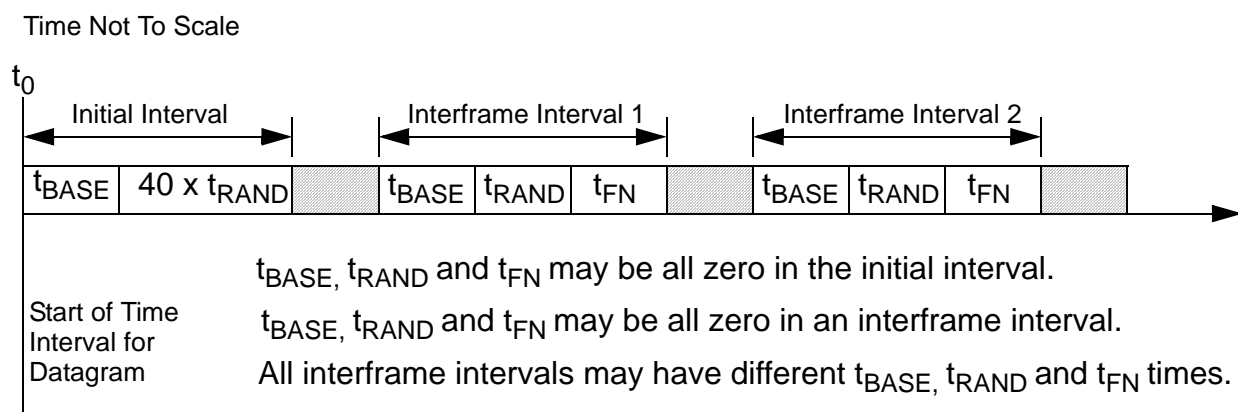 Time Not To Scale
t0
Initial Interval
Interframe Interval 1
Interframe Interval 2
tBASE 40 x tRAND tBASE tRAND tFN tBASE tRAND tFN
tBASE, tRAND and tFN may be all zero in the initial interval.
Start of Time
Interval for
Datagram
tBASE, tRAND and tFN may be all zero in an interframe interval.
All interframe intervals may have different tBASE, tRAND and tFN times.